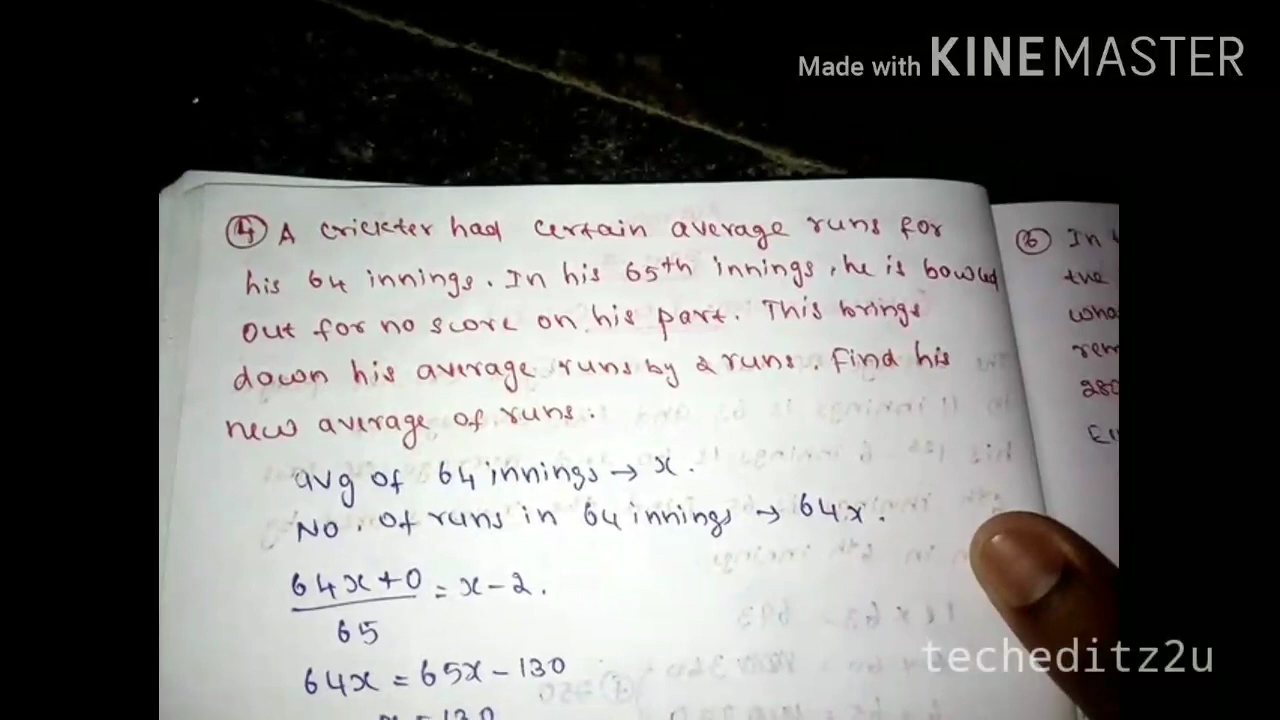 Made with KINEMASTER
④ A crickter had certain average runs for
his 64 innings. In his 65th innings, he is bowled
out for no score on his part. This brings
down his average runs by 2 runs. Find his
new average of runs.
avg of 64 innings → x.
No. of runs in 64 innings → 64x.
64x+0 = x-2.
65
64x = 65x - 130
x = 130
⑥ In
the
280
techeditz2u